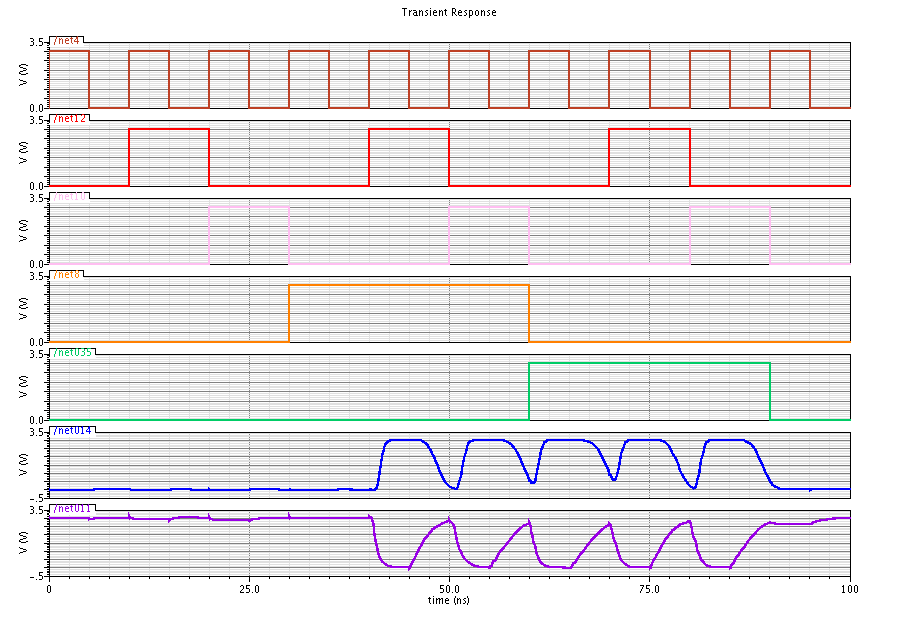 Transient Response
/net4
3.5
V (V)
0.0
/net12
3.5
V (V)
0.0
/net10
3.5
V (V)
0.0
/net8
3.5
V (V)
0.0
/net035
3.5
V (V)
0.0
/net014
3.5
V (V)
-.5
/net011
3.5
V (V)
-.5
0 25.0 50.0 75.0 100
time (ns)